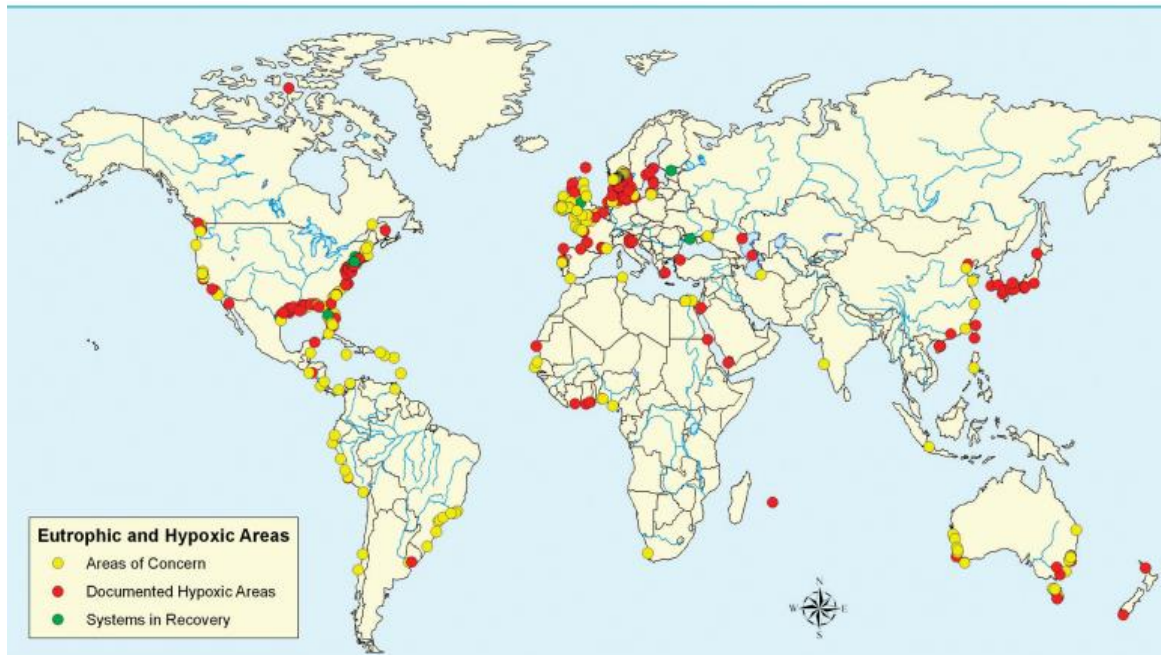 Eutrophic and Hypoxic Areas
Areas of Concern
Documented Hypoxic Areas
Systems in Recovery
N
W E
S